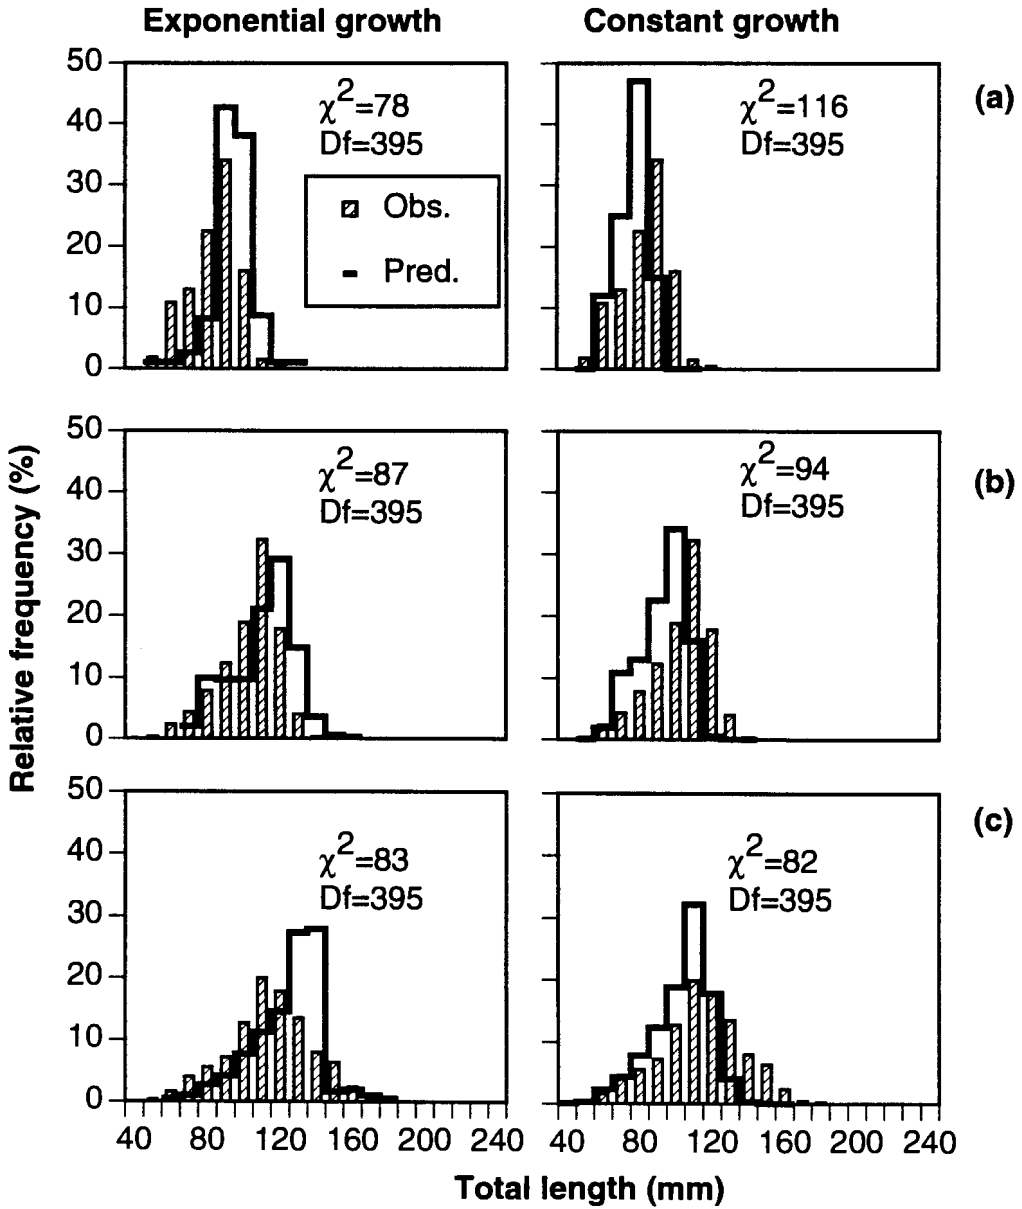 Exponential growth
Constant growth
50
40
30
20
10
0
χ²=78
Df=395
Obs.
Pred.
χ²=116
Df=395
(a)
50
40
30
20
10
0
χ²=87
Df=395
χ²=94
Df=395
(b)
Relative frequency (%)
50
40
30
20
10
0
χ²=83
Df=395
χ²=82
Df=395
(c)
40 80 120 160 200 240
40 80 120 160 200 240
Total length (mm)